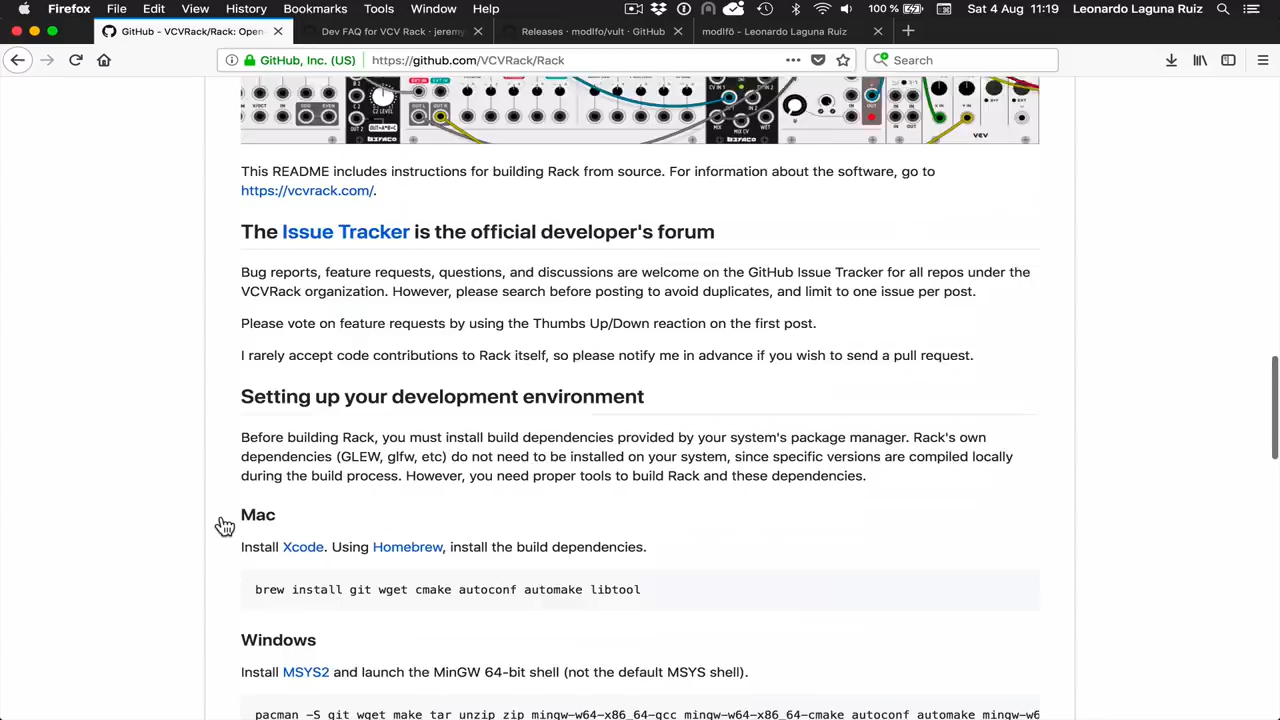 Firefox File Edit View History Bookmarks Tools Window Help 100 % Sat 4 Aug 11:19 Leonardo Laguna Ruiz
GitHub - VCVRack/Rack: Open- Dev FAQ for VCV Rack · jeremy Releases · modlfo/vult · GitHub modlfö - Leonardo Laguna Ruiz
GitHub, Inc. (US) https://github.com/VCVRack/Rack Search
This README includes instructions for building Rack from source. For information about the software, go to
https://vcvrack.com/.
The Issue Tracker is the official developer's forum
Bug reports, feature requests, questions, and discussions are welcome on the GitHub Issue Tracker for all repos under the
VCVRack organization. However, please search before posting to avoid duplicates, and limit to one issue per post.
Please vote on feature requests by using the Thumbs Up/Down reaction on the first post.
I rarely accept code contributions to Rack itself, so please notify me in advance if you wish to send a pull request.
Setting up your development environment
Before building Rack, you must install build dependencies provided by your system's package manager. Rack's own
dependencies (GLEW, glfw, etc) do not need to be installed on your system, since specific versions are compiled locally
during the build process. However, you need proper tools to build Rack and these dependencies.
Mac
Install Xcode. Using Homebrew, install the build dependencies.
brew install git wget cmake autoconf automake libtool
Windows
Install MSYS2 and launch the MinGW 64-bit shell (not the default MSYS shell).
pacman -S git wget make tar unzip zip mingw-w64-x86_64-gcc mingw-w64-x86_64-cmake autoconf automake mingw-w6